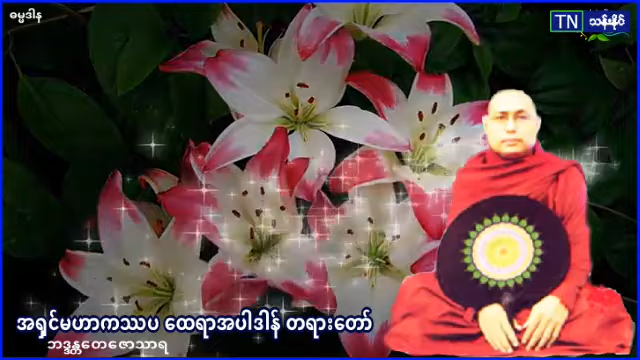 ဓမ္မဒါန
TN သန်းနိုင်
အရှင်မဟာကဿပ ထေရာအပါဒါန် တရားတော်
ဘဒ္ဒန္တတေဇောသာရ